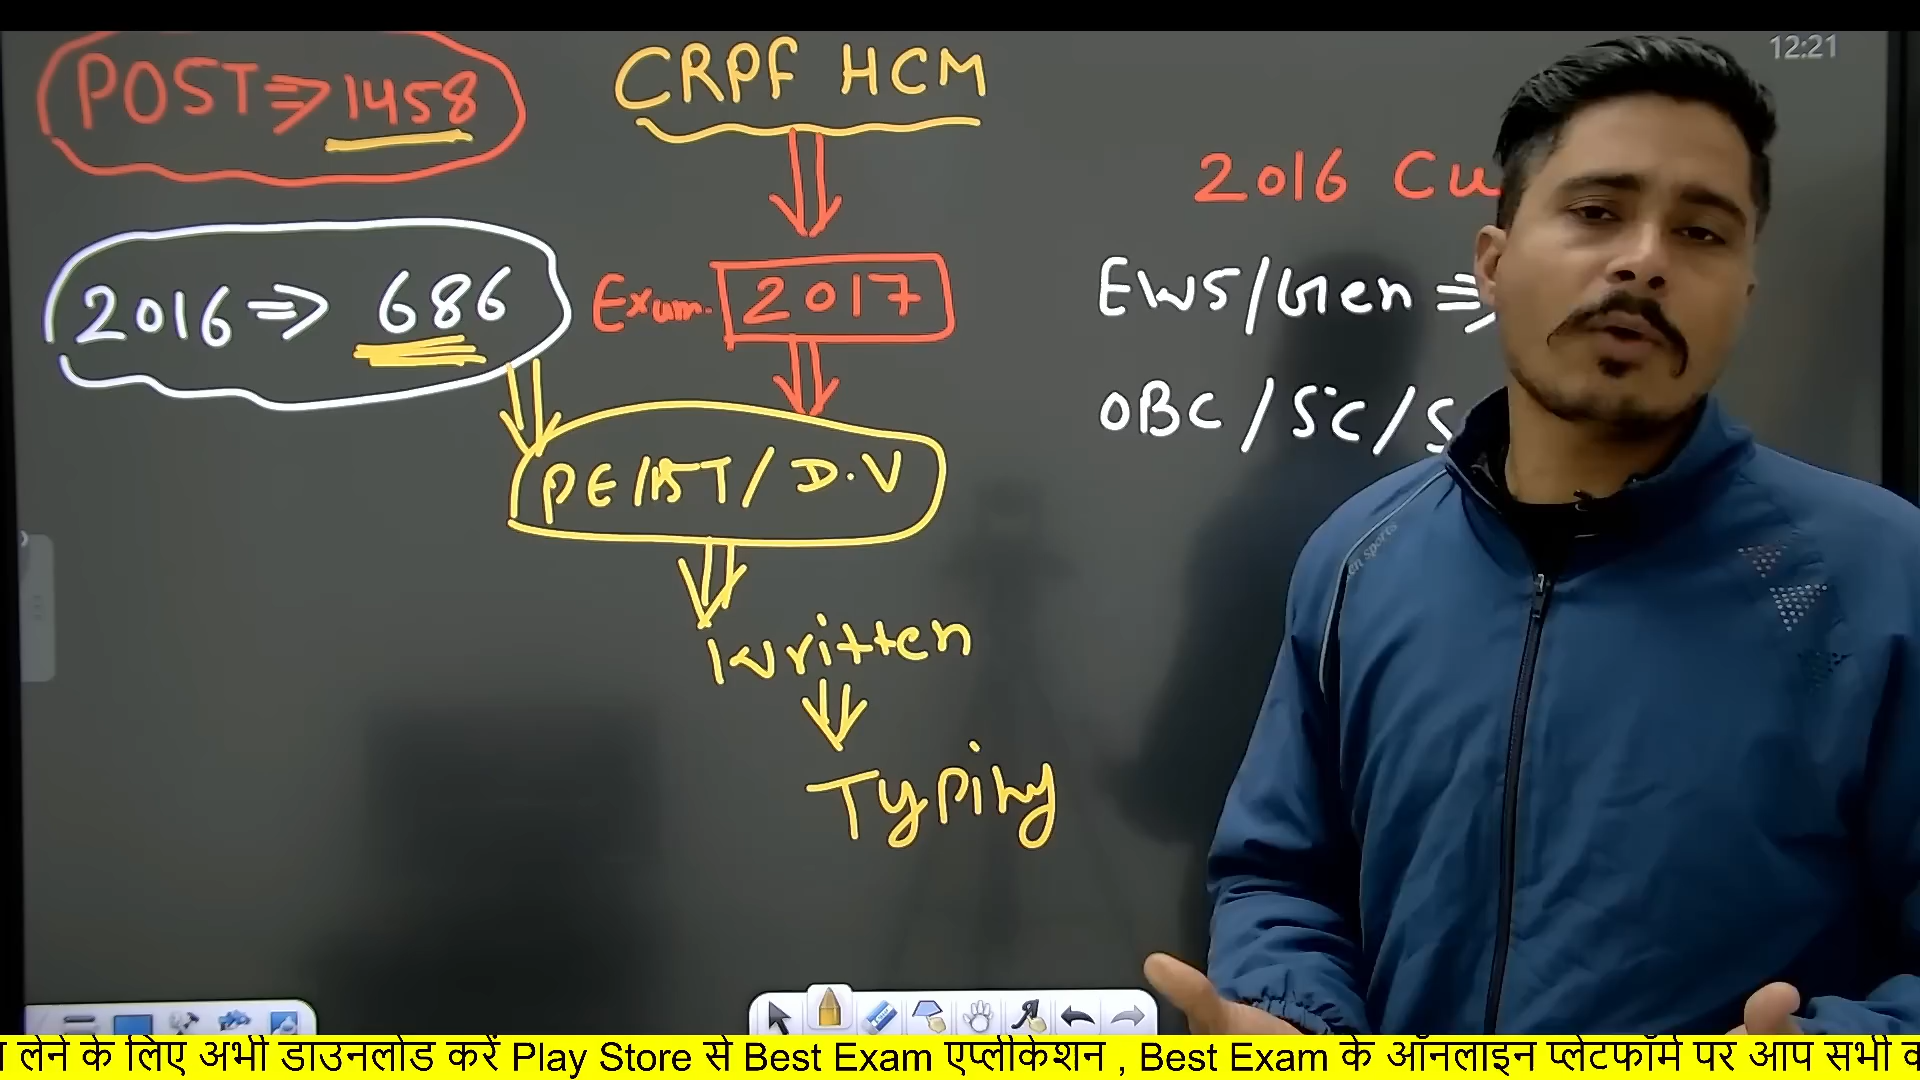 12:21
POST ⇒ 1458
CRPF HCM
2016 Cu
2016 ⇒ 686
Exam. 2017
EWS/Gen ⇒
OBC / SC / S
PE/PST/ D.V
Written
Typing
लेने के लिए अभी डाउनलोड करें Play Store से Best Exam एप्लीकेशन , Best Exam के ऑनलाइन प्लेटफॉर्म पर आप सभी